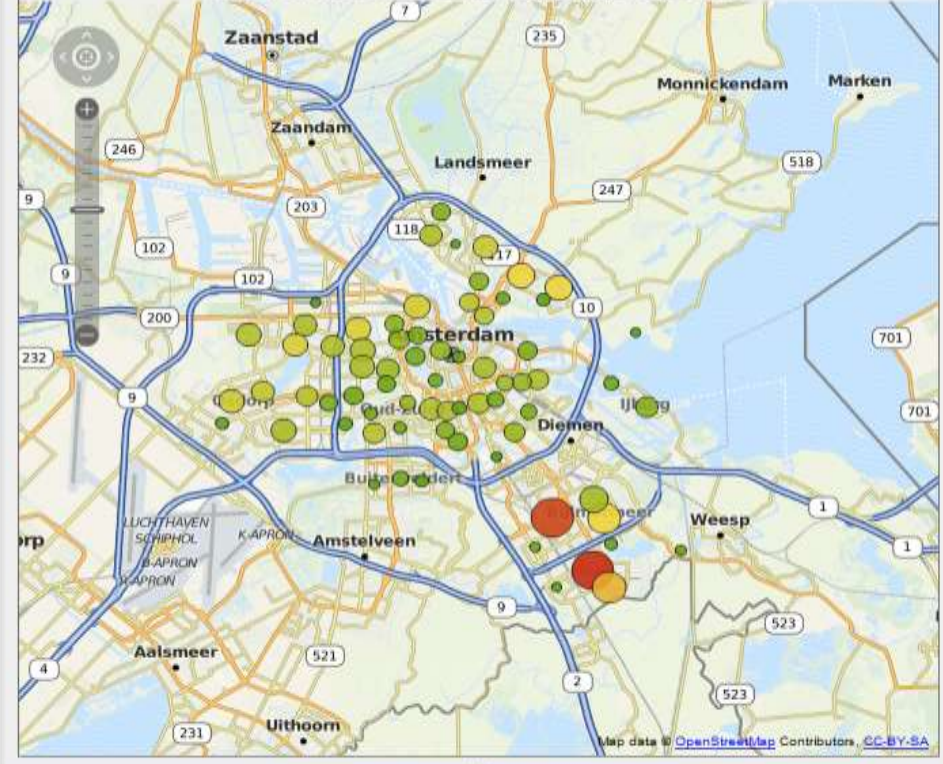 7
Zaanstad
235
Monnickendam
Marken
Zaandam
246
Landsmeer
518
247
9
203
118
102
17
9
102
10
200
sterdam
701
232
9
701
Diemen
1
Weesp
LUCHTHAVEN
SCHIPHOL
K-APRON
Amstelveen
1
B-APRON
9
523
Aalsmeer
521
4
2
523
231
Uithoorn
Map data © OpenStreetMap Contributors, CC-BY-SA